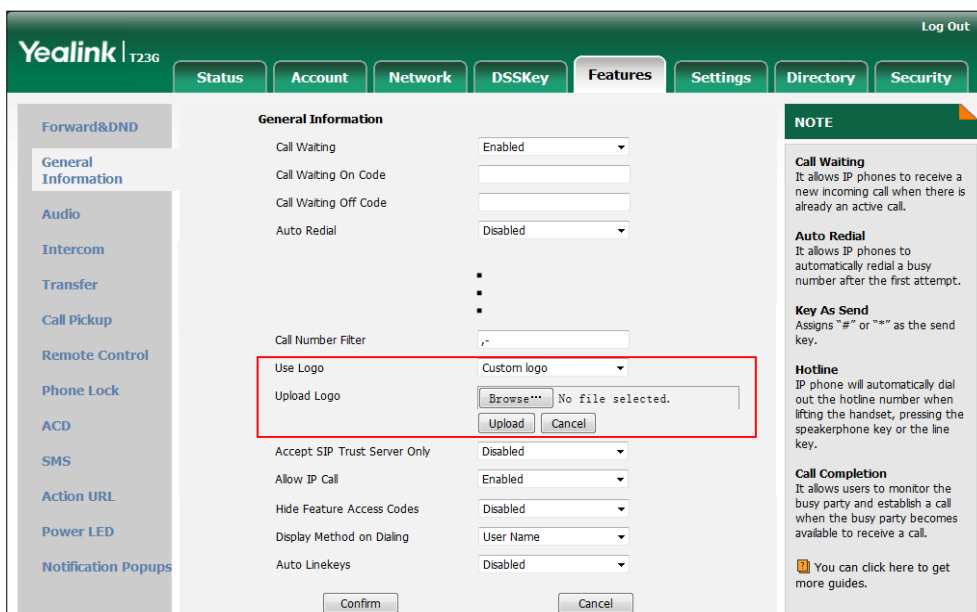 Log Out
Yealink T23G
Status Account Network DSSKey Features Settings Directory Security
Forward&DND
General
Information
Audio
Intercom
Transfer
Call Pickup
Remote Control
Phone Lock
ACD
SMS
Action URL
Power LED
Notification Popups
General Information
Call Waiting Enabled
Call Waiting On Code
Call Waiting Off Code
Auto Redial Disabled
Call Number Filter ,-
Use Logo Custom logo
Upload Logo Browse... No file selected.
Upload Cancel
Accept SIP Trust Server Only Disabled
Allow IP Call Enabled
Hide Feature Access Codes Disabled
Display Method on Dialing User Name
Auto Linekeys Disabled
Confirm Cancel
NOTE
Call Waiting
It allows IP phones to receive a
new incoming call when there is
already an active call.
Auto Redial
It allows IP phones to
automatically redial a busy
number after the first attempt.
Key As Send
Assigns "#" or "*" as the send
key.
Hotline
IP phone will automatically dial
out the hotline number when
lifting the handset, pressing the
speakerphone key or the line
key.
Call Completion
It allows users to monitor the
busy party and establish a call
when the busy party becomes
available to receive a call.
You can click here to get
more guides.